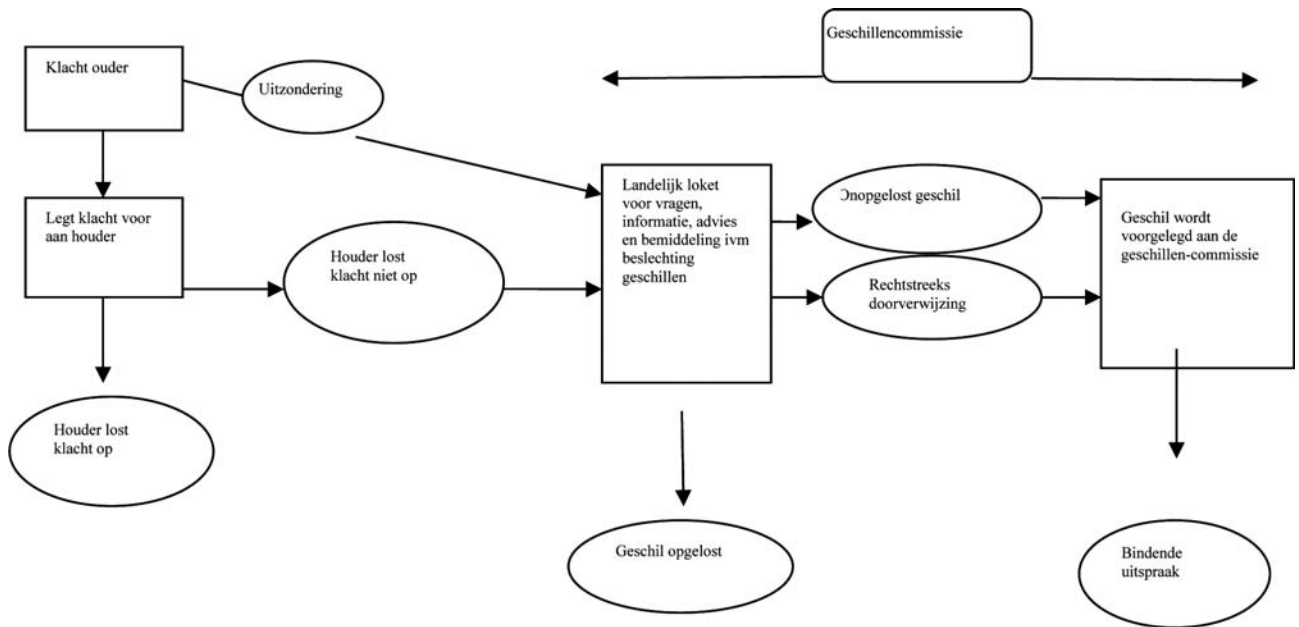 Geschillencommissie
Klacht ouder
Uitzondering
Landelijk loket
voor vragen,
informatie, advies
en bemiddeling ivm
beslechting
geschillen
Onopgelost geschil
Geschil wordt
voorgelegd aan de
geschillen-commissie
Legt klacht voor
aan houder
Houder lost
klacht niet op
Rechtstreeks
doorverwijzing
Houder lost
klacht op
Geschil opgelost
Bindende
uitspraak